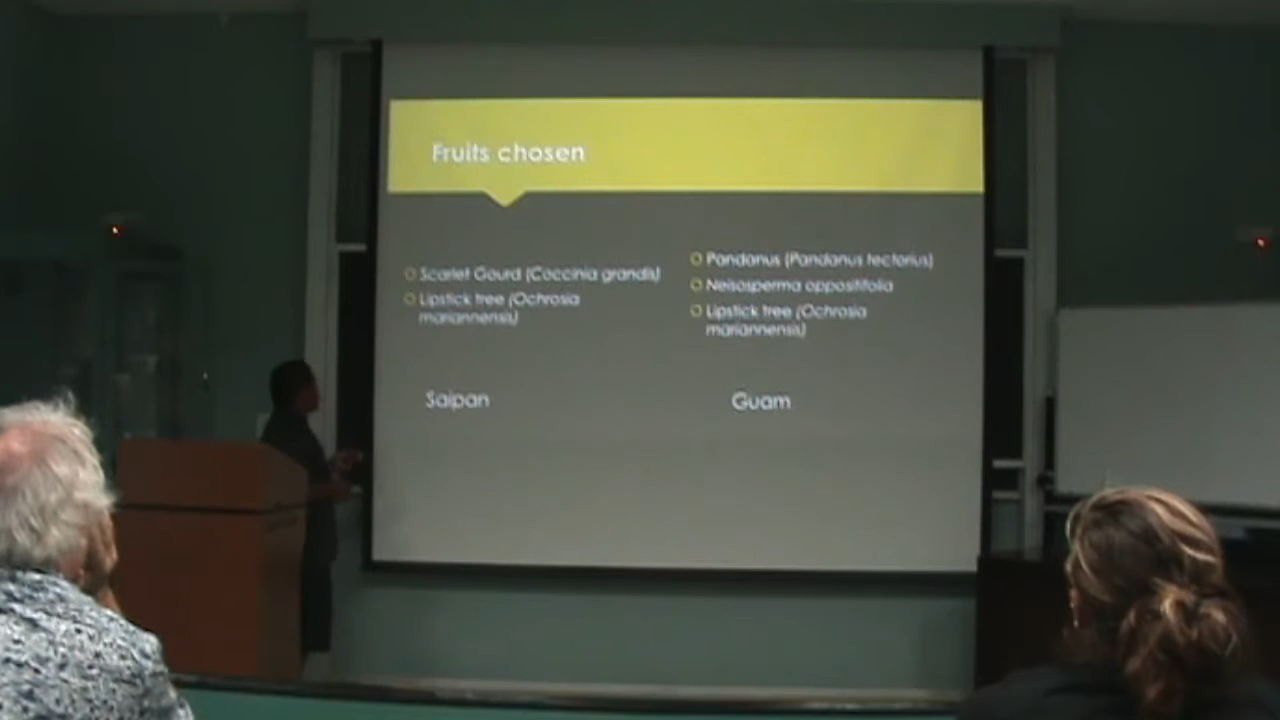 Fruits chosen
Scarlet Gourd (Coccinia grandis)
Lipstick tree (Ochrosia
mariannensis)
Saipan
Pandanus (Pandanus tectorius)
Neisosperma oppositifolia
Lipstick tree (Ochrosia
mariannensis)
Guam